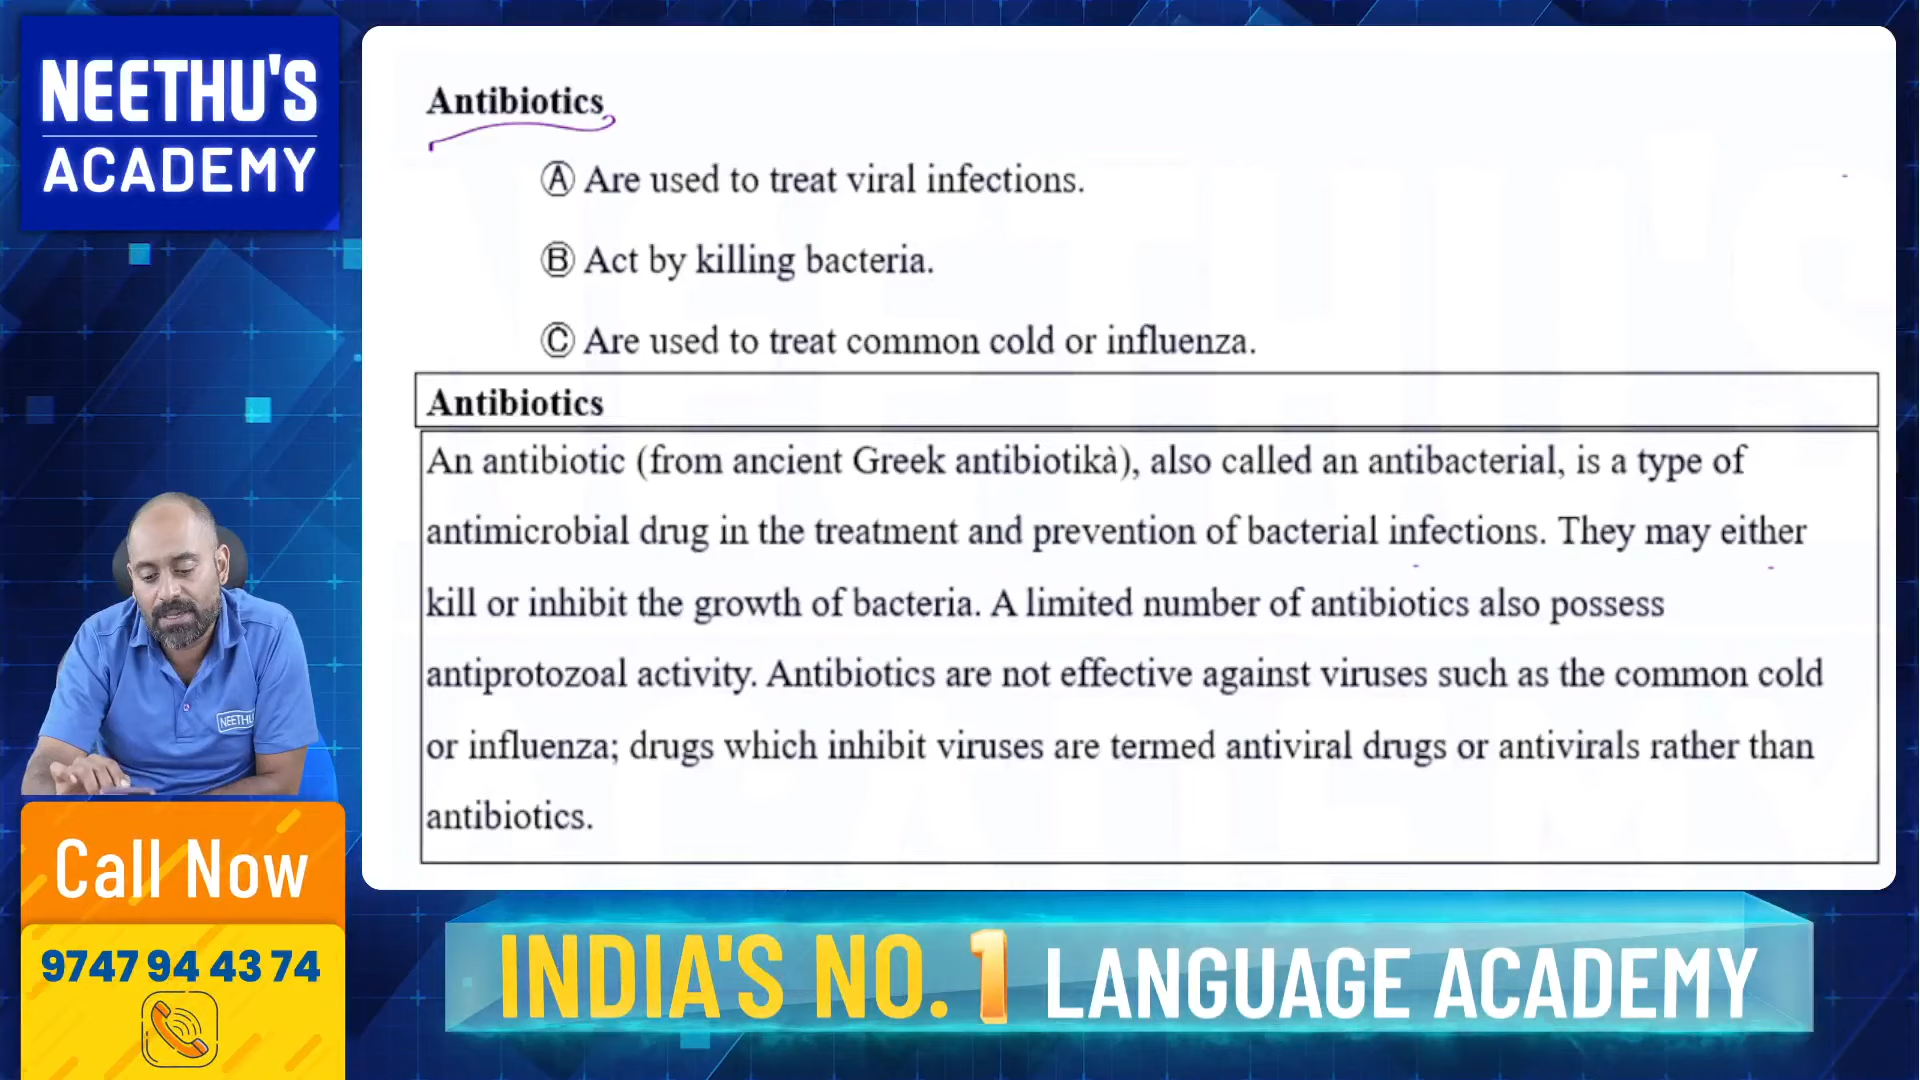 NEETHU'S
ACADEMY
Antibiotics
Ⓐ Are used to treat viral infections.
Ⓑ Act by killing bacteria.
Ⓒ Are used to treat common cold or influenza.
Antibiotics
An antibiotic (from ancient Greek antibiotikà), also called an antibacterial, is a type of
antimicrobial drug in the treatment and prevention of bacterial infections. They may either
kill or inhibit the growth of bacteria. A limited number of antibiotics also possess
antiprotozoal activity. Antibiotics are not effective against viruses such as the common cold
or influenza; drugs which inhibit viruses are termed antiviral drugs or antivirals rather than
antibiotics.
NEETHU
Call Now
9747 94 43 74
INDIA'S NO. 1 LANGUAGE ACADEMY